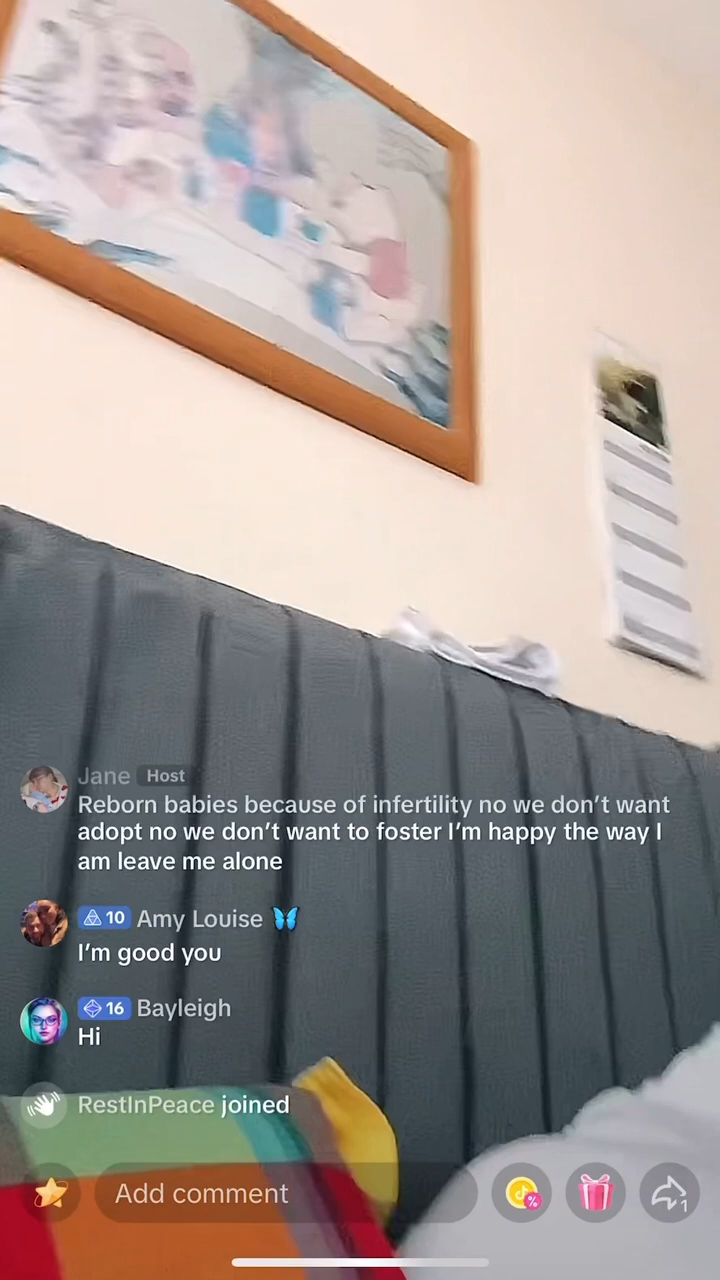 Jane Host
Reborn babies because of infertility no we don't want
adopt no we don't want to foster I'm happy the way I
am leave me alone
10 Amy Louise 🦋
I'm good you
16 Bayleigh
Hi
RestInPeace joined
Add comment
1